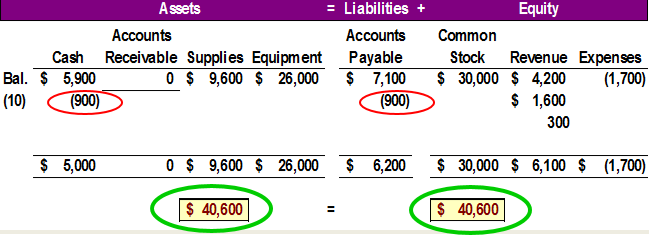 Assets = Liabilities + Equity
Accounts Accounts Common
Cash Receivable Supplies Equipment Payable Stock Revenue Expenses
Bal. $ 5,900 0 $ 9,600 $ 26,000 $ 7,100 $ 30,000 $ 4,200 (1,700)
(10) (900) (900) $ 1,600
300
$ 5,000 0 $ 9,600 $ 26,000 $ 6,200 $ 30,000 $ 6,100 $ (1,700)
$ 40,600 = $ 40,600